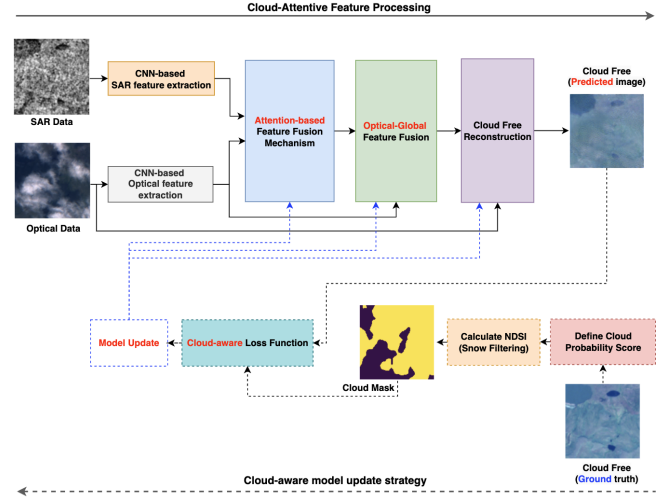 Cloud-Attentive Feature Processing
CNN-based
SAR feature extraction
SAR Data
CNN-based
Optical feature
extraction
Optical Data
Attention-based
Feature Fusion
Mechanism
Optical-Global
Feature Fusion
Cloud Free
Reconstruction
Cloud Free
(Predicted image)
Model Update
Cloud-aware Loss Function
Cloud Mask
Calculate NDSI
(Snow Filtering)
Define Cloud
Probability Score
Cloud Free
(Ground truth)
Cloud-aware model update strategy